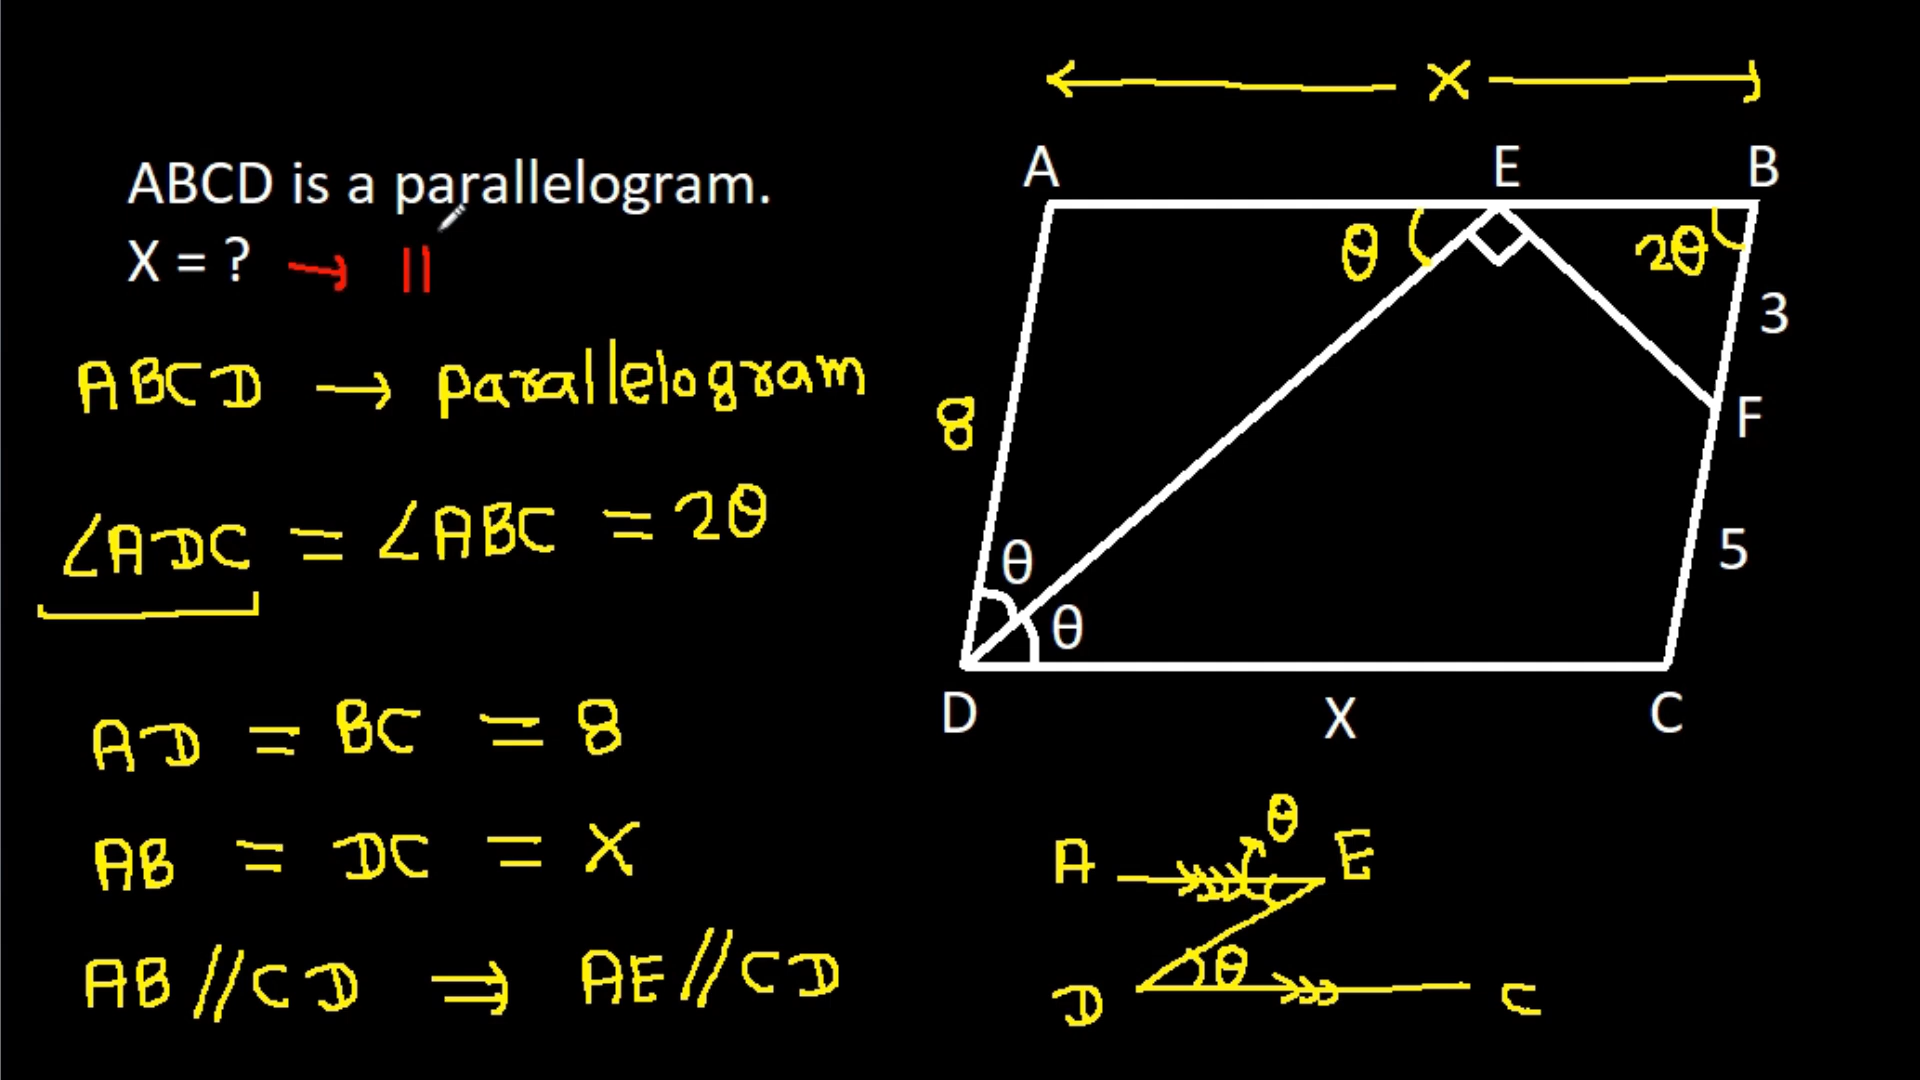 ABCD is a parallelogram.
X = ? → 11
ABCD → parallelogram
∠ADC = ∠ABC = 2θ
AD = BC = 8
AB = DC = X
AB // CD ⇒ AE // CD
X
A E B
θ 2θ
3
8 F
θ 5
θ
D X C
θ
A E
θ
D C